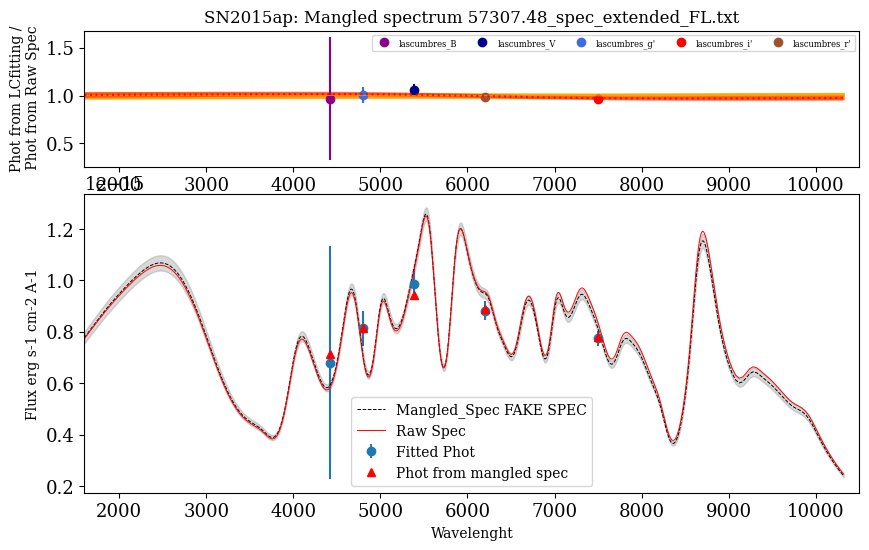 SN2015ap: Mangled spectrum 57307.48_spec_extended_FL.txt
Phot from LCfitting /
Phot from Raw Spec
1.5
1.0
0.5
lascumbres_B
lascumbres_V
lascumbres_g'
lascumbres_i'
lascumbres_r'
2000 3000 4000 5000 6000 7000 8000 9000 10000
1e−15
Flux erg s-1 cm-2 A-1
1.2
1.0
0.8
0.6
0.4
0.2
Mangled_Spec FAKE SPEC
Raw Spec
Fitted Phot
Phot from mangled spec
2000 3000 4000 5000 6000 7000 8000 9000 10000
Wavelenght